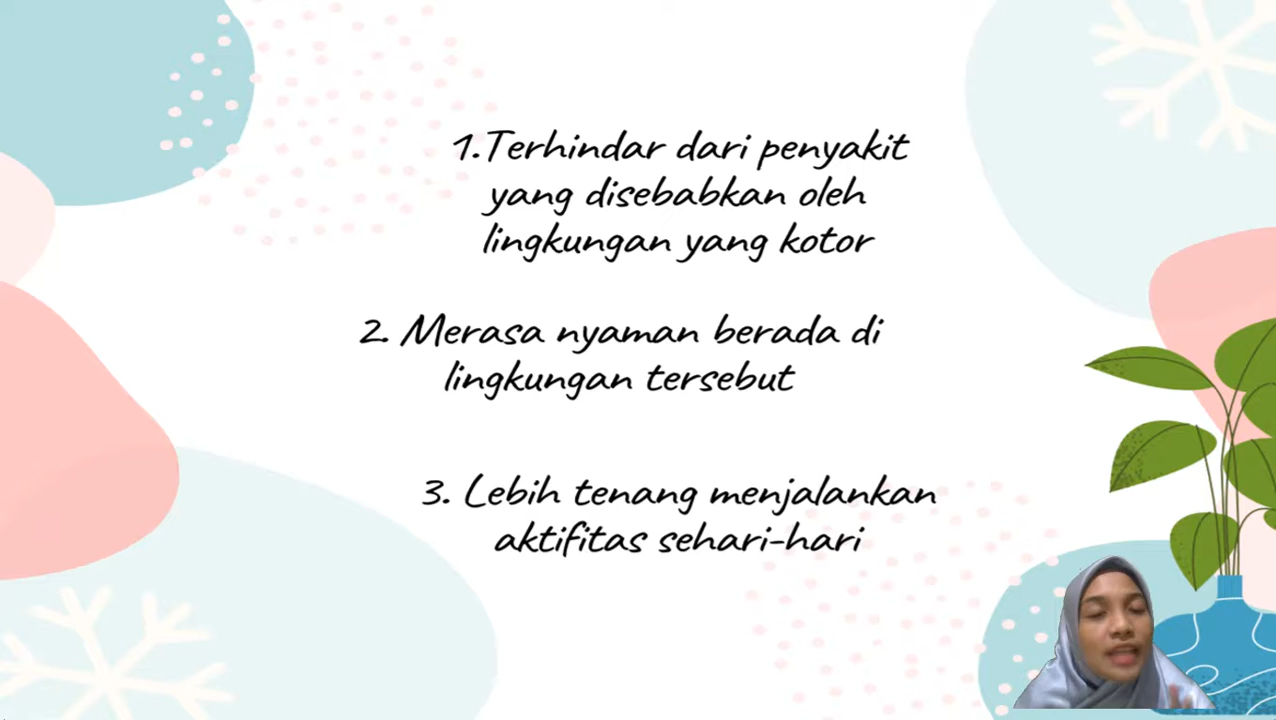 1.Terhindar dari penyakit
yang disebabkan oleh
lingkungan yang kotor
2. Merasa nyaman berada di
lingkungan tersebut
3. Lebih tenang menjalankan
aktifitas sehari-hari